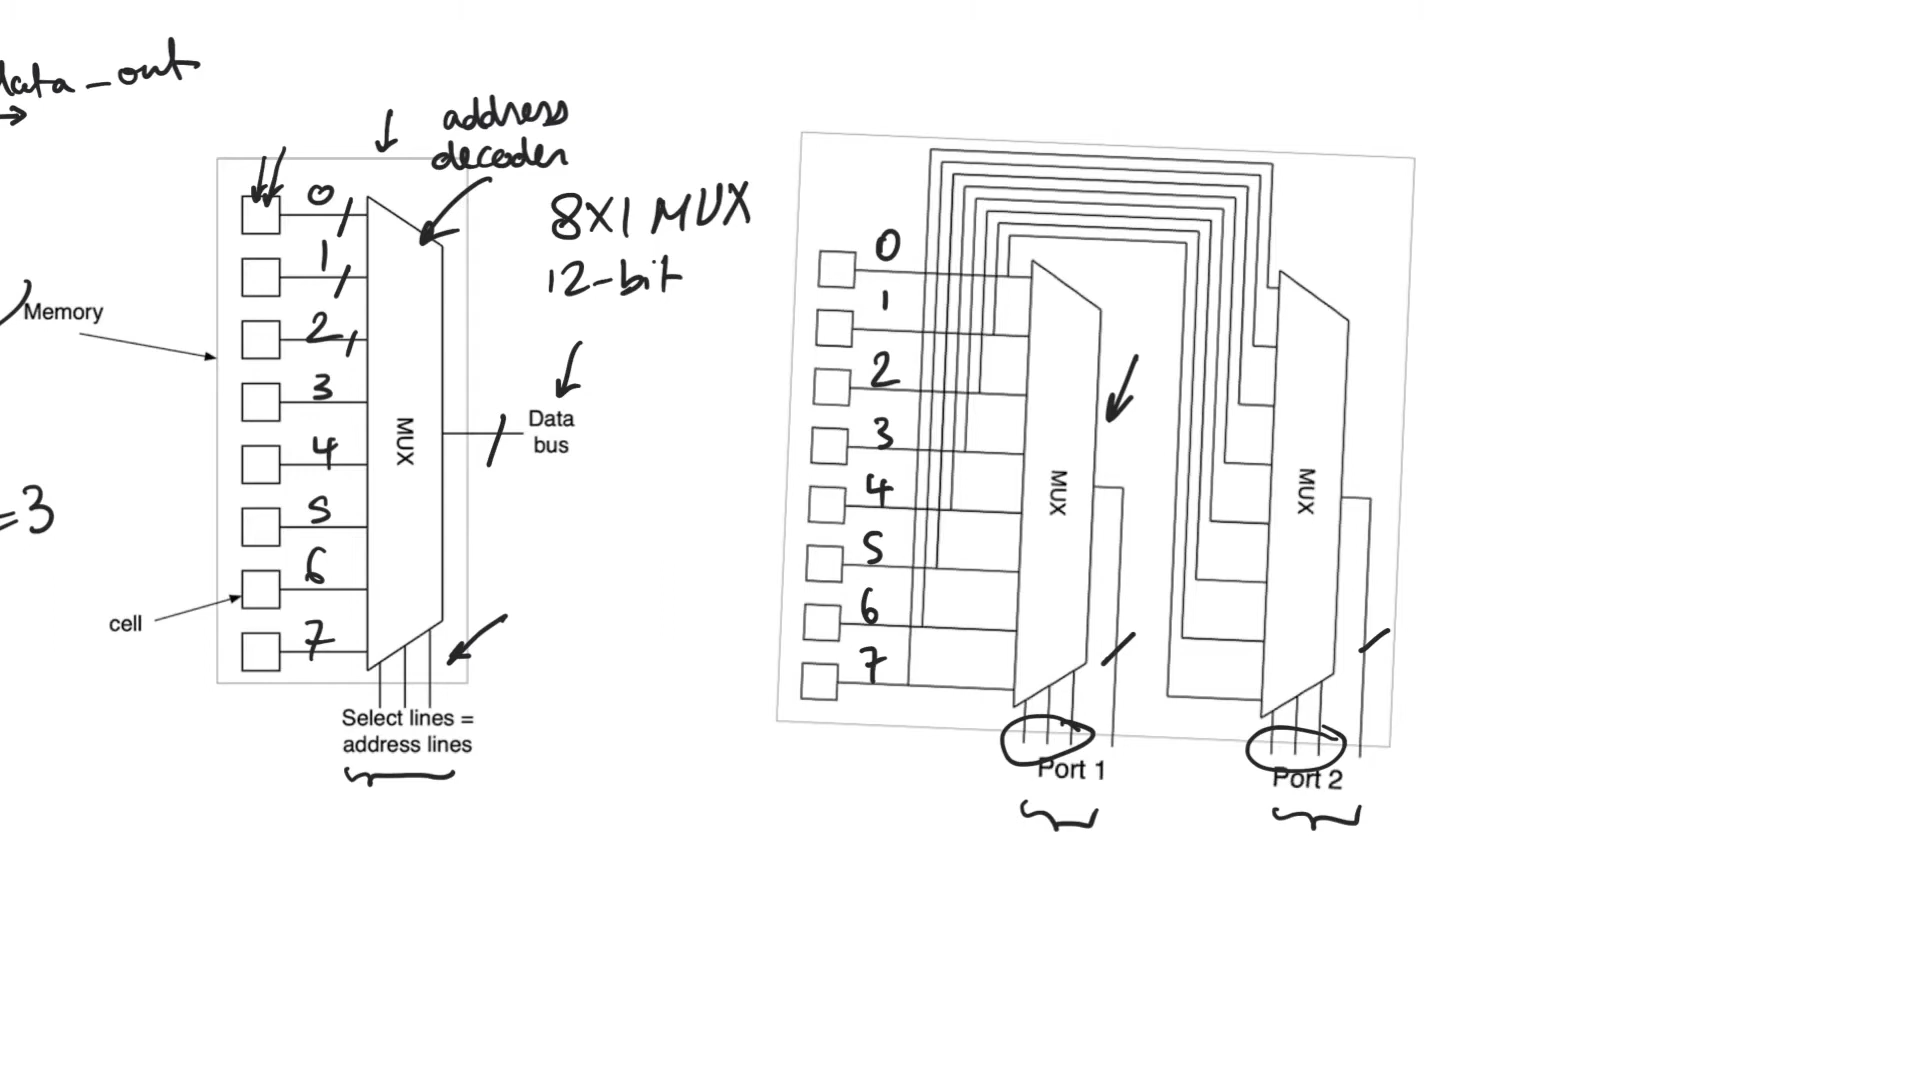 data_out
address
decoder
8X1 MUX
12-bit
Memory
0
1
2
3
4
5
6
7
MUX
Data
bus
=3
cell
Select lines =
address lines
0
1
2
3
4
5
6
7
MUX
MUX
Port 1
Port 2